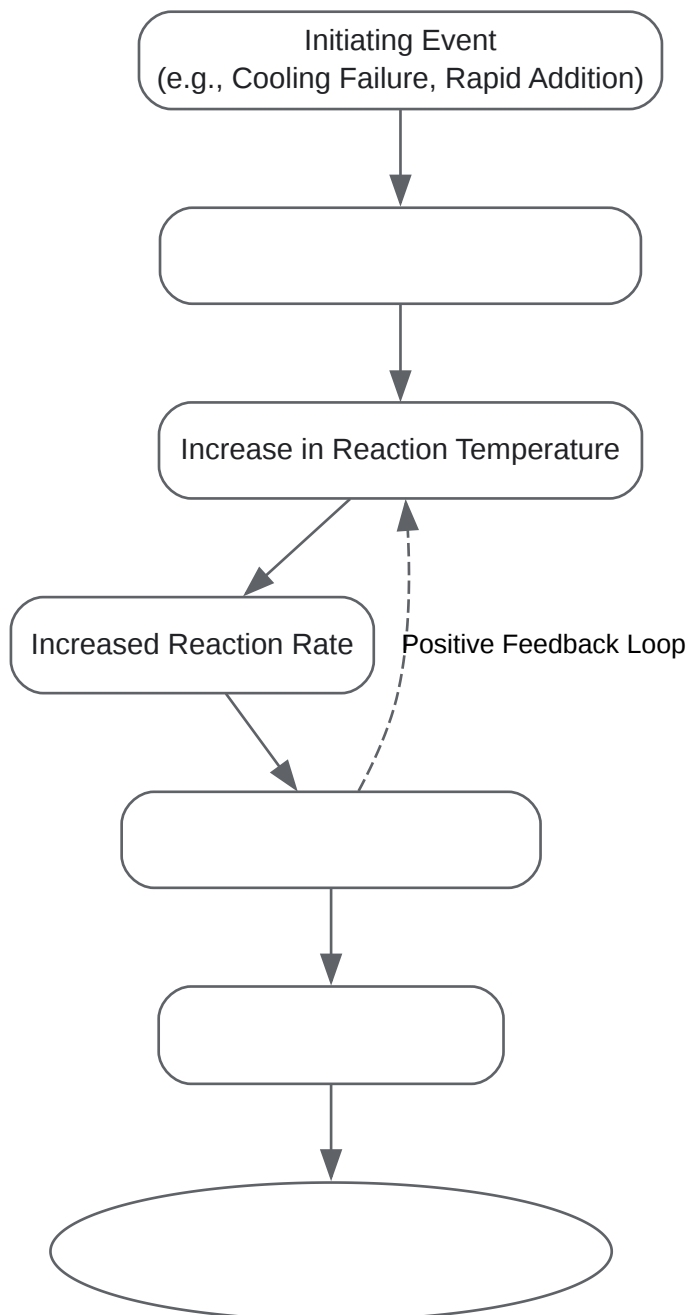 Initiating Event
(e.g., Cooling Failure, Rapid Addition)
Increase in Reaction Temperature
Increased Reaction Rate
Positive Feedback Loop